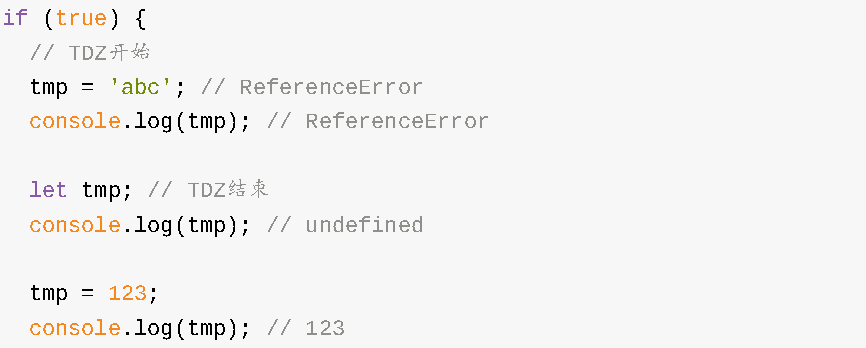 if (true) {
  // TDZ开始
  tmp = 'abc'; // ReferenceError
  console.log(tmp); // ReferenceError

  let tmp; // TDZ结束
  console.log(tmp); // undefined

  tmp = 123;
  console.log(tmp); // 123